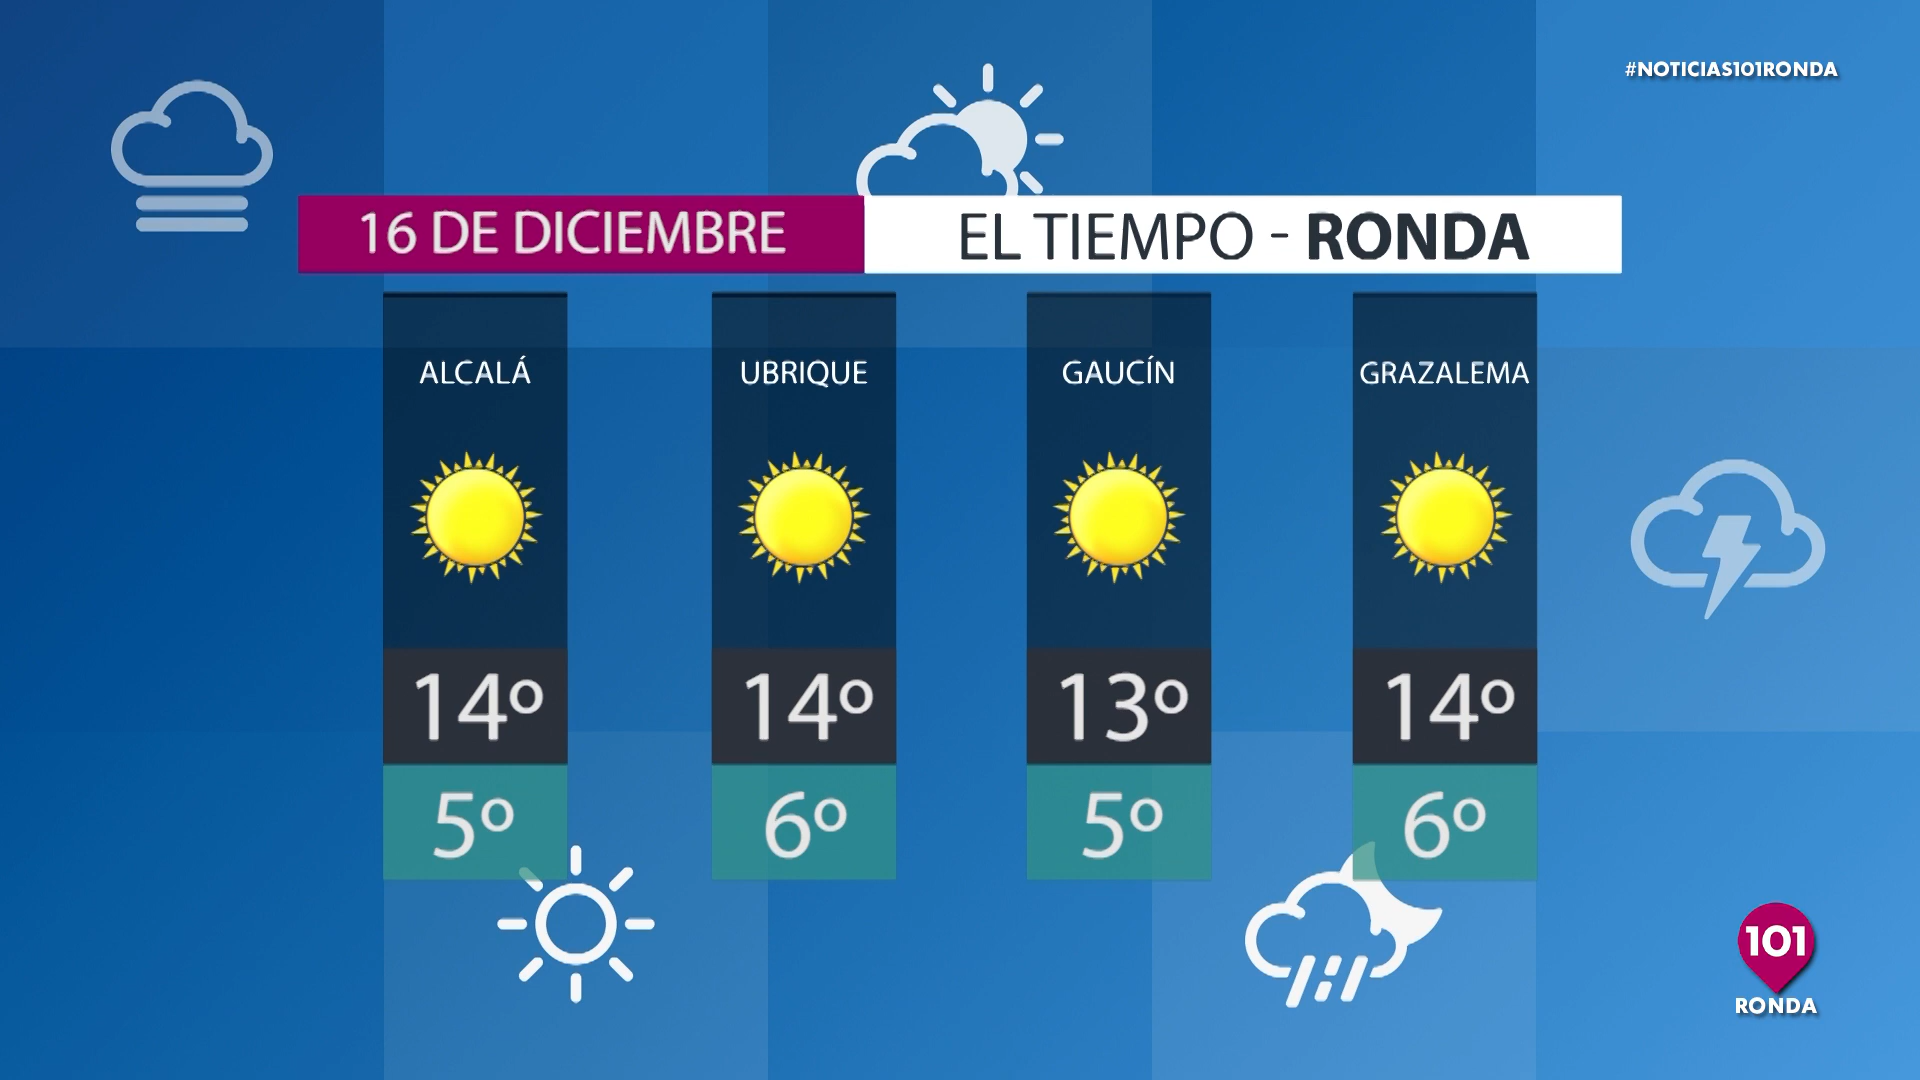 #NOTICIAS101RONDA
16 DE DICIEMBRE
EL TIEMPO - RONDA
ALCALÁ
UBRIQUE
GAUCÍN
GRAZALEMA
14º
14º
13º
14º
5º
6º
5º
6º
101
RONDA